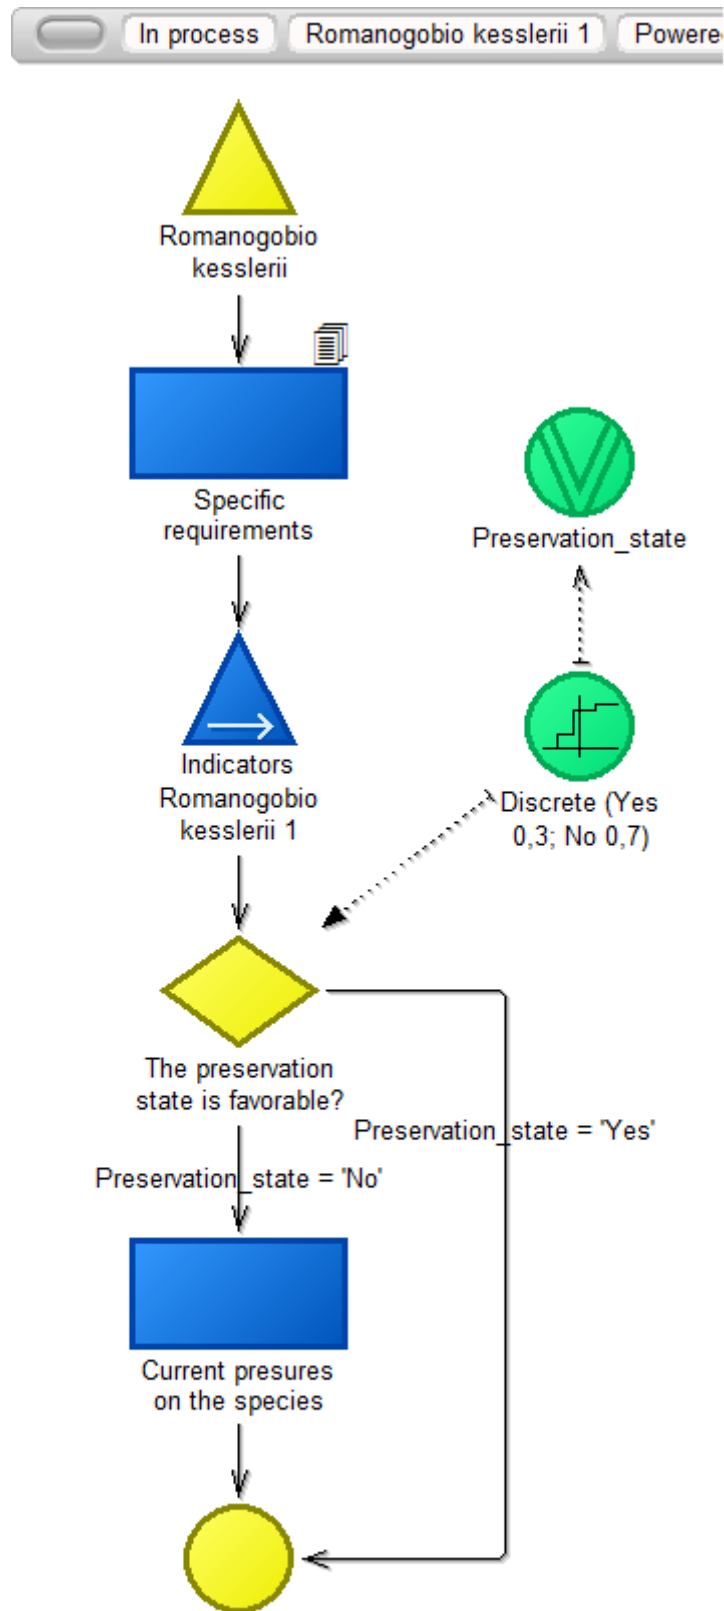 In process
Romanogobio kesslerii 1
Romanogobio
kesslerii
Specific
requirements
Preservation_state
Indicators
Romanogobio
kesslerii 1
Discrete (Yes
0,3; No 0,7)
The preservation
state is favorable?
Preservation_state = 'Yes'
Preservation_state = 'No'
Current presures
on the species